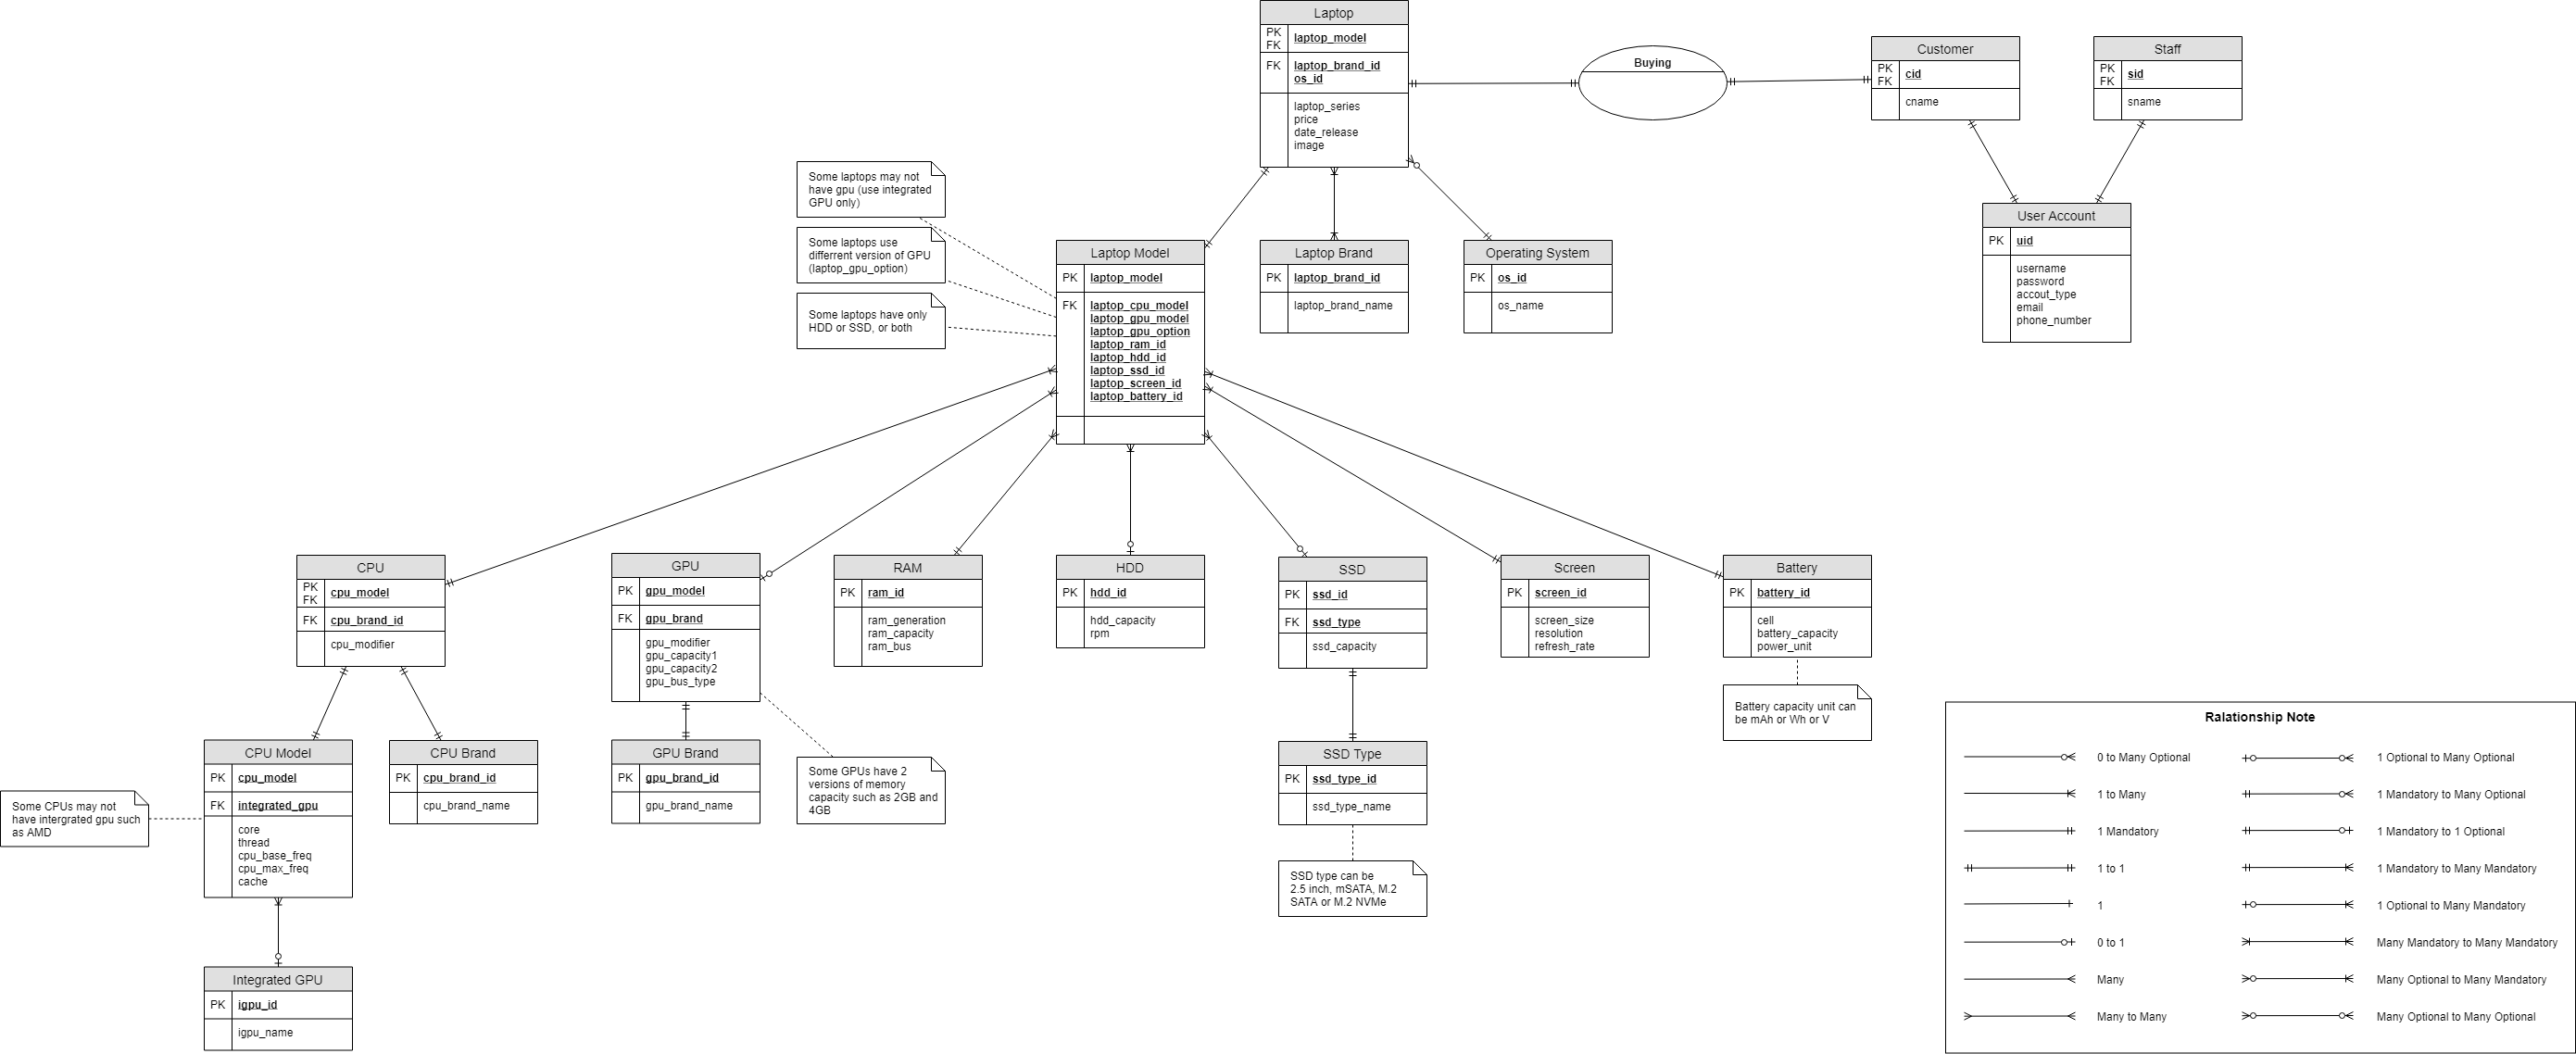 Laptop
PK
FK
laptop_model
FK
laptop_brand_id
os_id
laptop_series
price
date_release
image
Buying
Customer
PK
FK
cid
cname
Staff
PK
FK
sid
sname
User Account
PK
uid
username
password
accout_type
email
phone_number
Some laptops may not
have gpu (use integrated
GPU only)
Some laptops use
differrent version of GPU
(laptop_gpu_option)
Some laptops have only
HDD or SSD, or both
Laptop Model
PK
laptop_model
FK
laptop_cpu_model
laptop_gpu_model
laptop_gpu_option
laptop_ram_id
laptop_hdd_id
laptop_ssd_id
laptop_screen_id
laptop_battery_id
Laptop Brand
PK
laptop_brand_id
laptop_brand_name
Operating System
PK
os_id
os_name
CPU
PK
FK
cpu_model
FK
cpu_brand_id
cpu_modifier
GPU
PK
gpu_model
FK
gpu_brand
gpu_modifier
gpu_capacity1
gpu_capacity2
gpu_bus_type
RAM
PK
ram_id
ram_generation
ram_capacity
ram_bus
HDD
PK
hdd_id
hdd_capacity
rpm
SSD
PK
ssd_id
FK
ssd_type
ssd_capacity
Screen
PK
screen_id
screen_size
resolution
refresh_rate
Battery
PK
battery_id
cell
battery_capacity
power_unit
Battery capacity unit can
be mAh or Wh or V
CPU Model
PK
cpu_model
FK
integrated_gpu
core
thread
cpu_base_freq
cpu_max_freq
cache
Some CPUs may not
have intergrated gpu such
as AMD
CPU Brand
PK
cpu_brand_id
cpu_brand_name
GPU Brand
PK
gpu_brand_id
gpu_brand_name
Some GPUs have 2
versions of memory
capacity such as 2GB and
4GB
SSD Type
PK
ssd_type_id
ssd_type_name
SSD type can be
2.5 inch, mSATA, M.2
SATA or M.2 NVMe
Integrated GPU
PK
igpu_id
igpu_name
Ralationship Note
0 to Many Optional
1 Optional to Many Optional
1 to Many
1 Mandatory to Many Optional
1 Mandatory
1 Mandatory to 1 Optional
1 to 1
1 Mandatory to Many Mandatory
1
1 Optional to Many Mandatory
0 to 1
Many Mandatory to Many Mandatory
Many
Many Optional to Many Mandatory
Many to Many
Many Optional to Many Optional